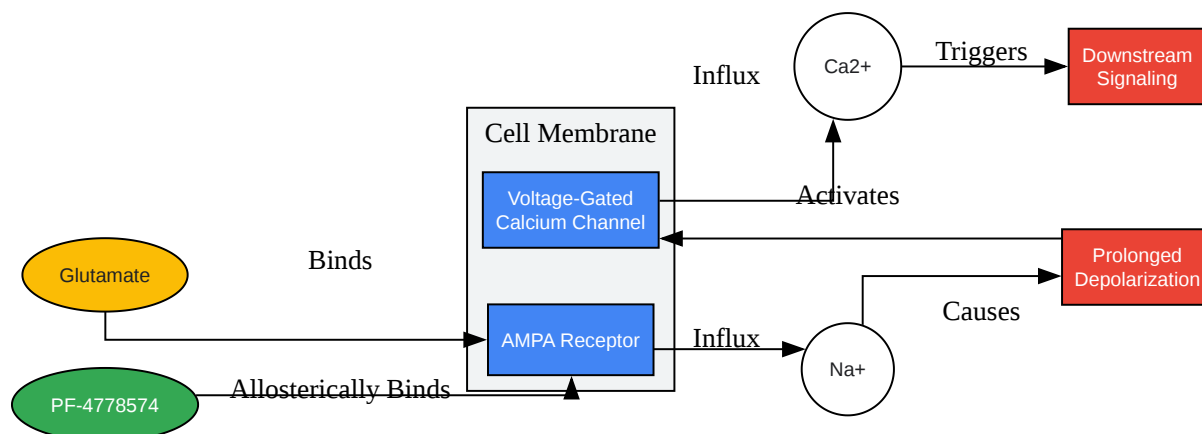 Ca2+
Triggers
Downstream
Signaling
Influx
Cell Membrane
Voltage-Gated
Calcium Channel
Activates
Binds
Glutamate
Prolonged
Depolarization
Causes
AMPA Receptor
Influx
Na+
Allosterically Binds
PF-4778574